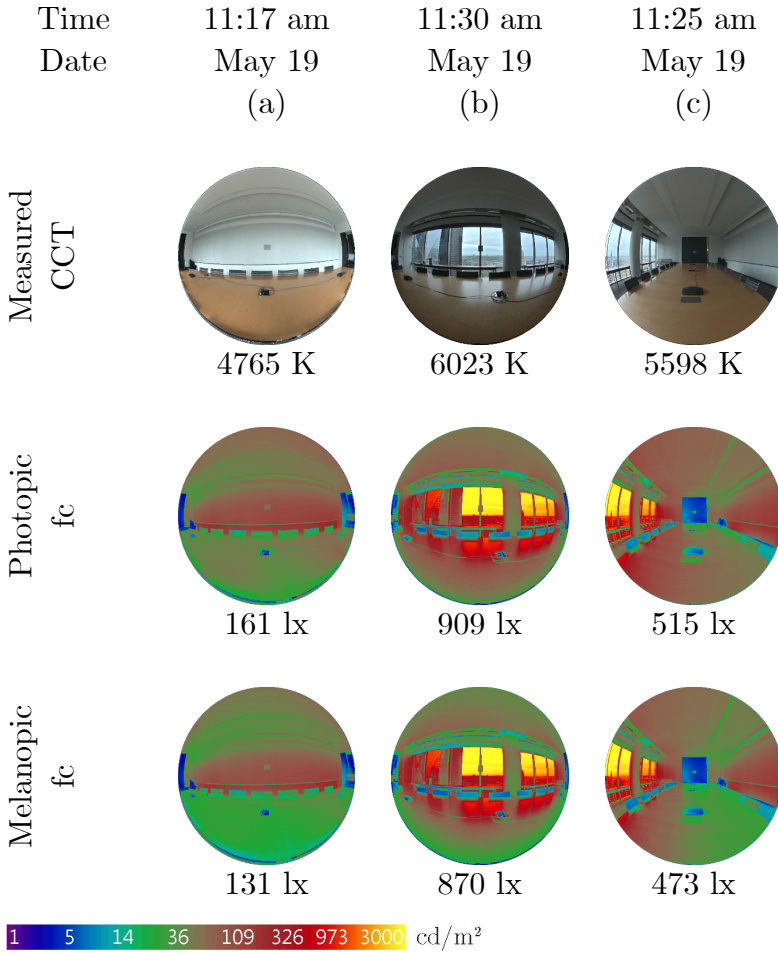 Time 11:17 am 11:30 am 11:25 am
Date May 19 May 19 May 19
(a) (b) (c)
Measured
CCT
4765 K 6023 K 5598 K
Photopic
fc
161 lx 909 lx 515 lx
Melanopic
fc
131 lx 870 lx 473 lx
1 5 14 36 109 326 973 3000 cd/m²